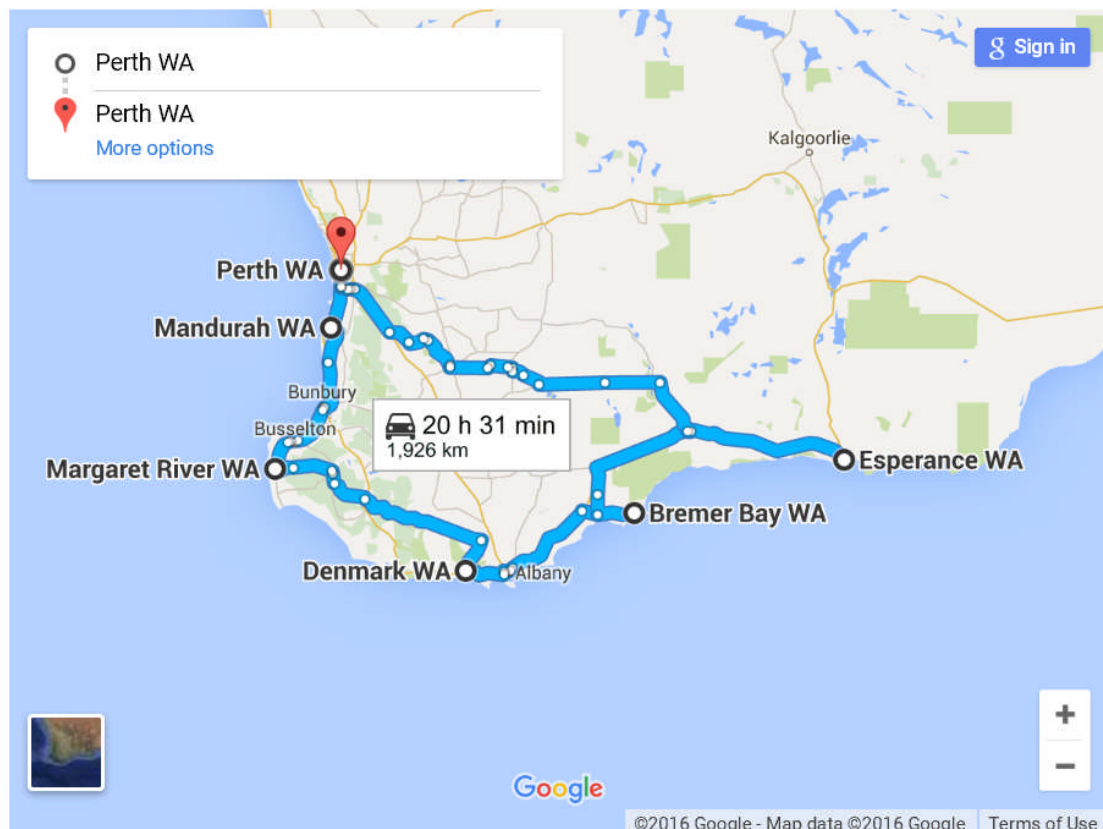 Perth WA
Perth WA
More options
g Sign in
Kalgoorlie
Perth WA
Mandurah WA
Bunbury
Busselton
20 h 31 min
1,926 km
Margaret River WA
Esperance WA
Bremer Bay WA
Denmark WA
Albany
+
−
Google
©2016 Google - Map data ©2016 Google
Terms of Use